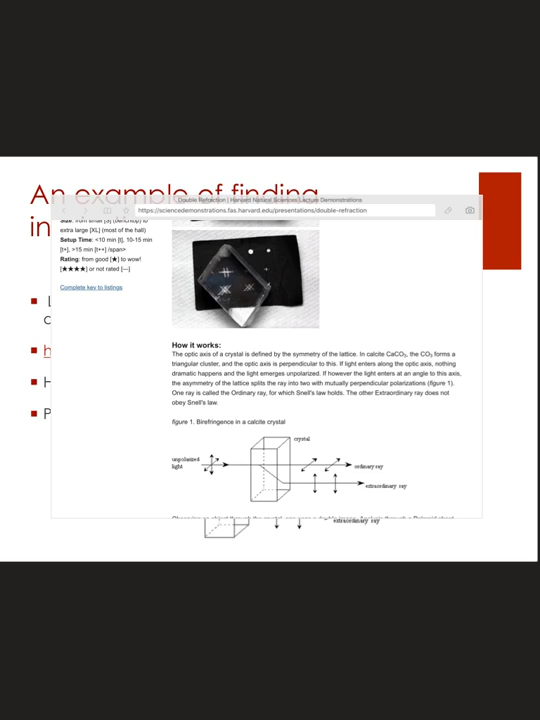 An example of finding
in
Double Refraction | Harvard Natural Sciences Lecture Demonstrations
https://sciencedemonstrations.fas.harvard.edu/presentations/double-refraction
extra large [XL] (most of the hall)
Setup Time: <10 min [t], 10-15 min
[t+], >15 min [t++] /span>
Rating: from good [★] to wow!
[★★★★] or not rated [—]
Complete key to listings
h
H
P
How it works:
The optic axis of a crystal is defined by the symmetry of the lattice. In calcite CaCO3, the CO3 forms a
triangular cluster, and the optic axis is perpendicular to this. If light enters along the optic axis, nothing
dramatic happens and the light emerges unpolarized. If however the light enters at an angle to this axis,
the asymmetry of the lattice splits the ray into two with mutually perpendicular polarizations (figure 1).
One ray is called the Ordinary ray, for which Snell's law holds. The other Extraordinary ray does not
obey Snell's law.
figure 1. Birefringence in a calcite crystal
crystal
unpolarized
light
ordinary ray
extraordinary ray
extraordinary ray